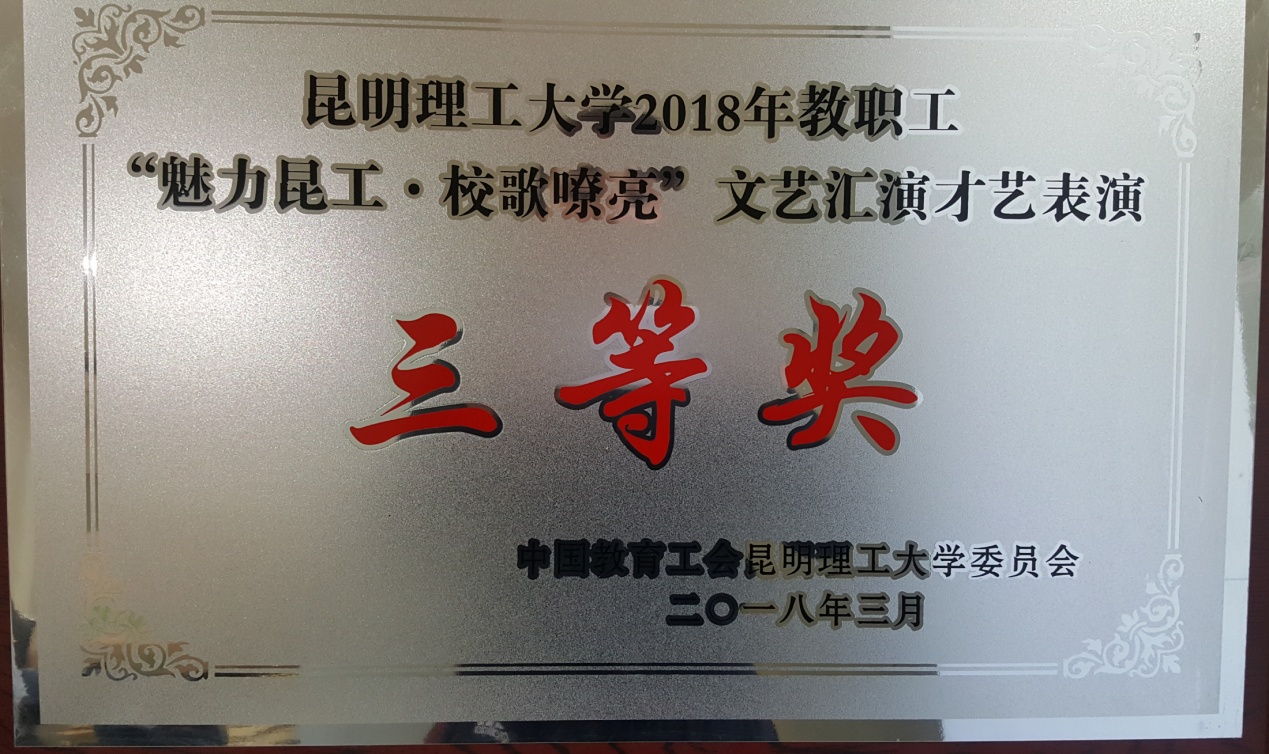 昆明理工大学2018年教职工
“魅力昆工·校歌嘹亮” 文艺汇演才艺表演
三等奖
中国教育工会昆明理工大学委员会
二〇一八年三月